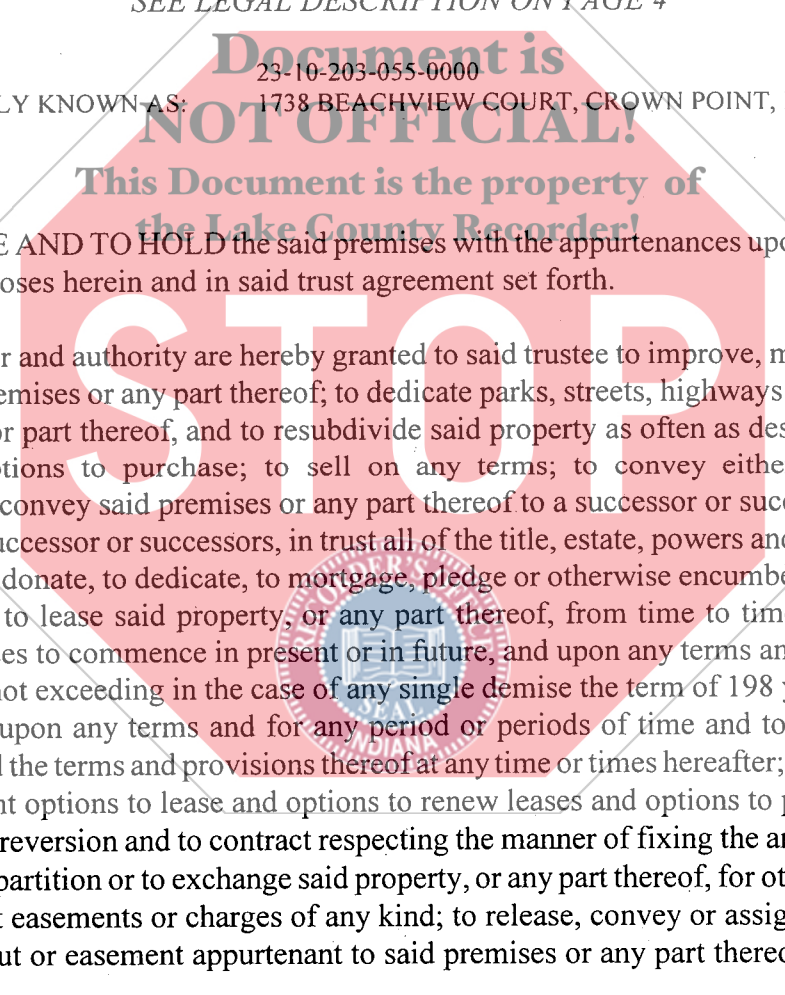 SEE LEGAL DESCRIPTION ON PAGE 4
Document is
23-10-203-055-0000
LY KNOWN AS: 1738 BEACHVIEW COURT, CROWN POINT,
NOT OFFICIAL!
This Document is the property of
the Lake County Recorder!
E AND TO HOLD the said premises with the appurtenances upo
oses herein and in said trust agreement set forth.
STOP
r and authority are hereby granted to said trustee to improve, m
emises or any part thereof; to dedicate parks, streets, highways
or part thereof, and to resubdivide said property as often as des
tions to purchase; to sell on any terms; to convey eithe
convey said premises or any part thereof to a successor or succ
uccessor or successors, in trust all of the title, estate, powers and
donate, to dedicate, to mortgage, pledge or otherwise encumbe
to lease said property, or any part thereof, from time to tim
es to commence in present or in future, and upon any terms an
not exceeding in the case of any single demise the term of 198 y
upon any terms and for any period or periods of time and to
d the terms and provisions thereof at any time or times hereafter;
nt options to lease and options to renew leases and options to p
reversion and to contract respecting the manner of fixing the a
partition or to exchange said property, or any part thereof, for ot
t easements or charges of any kind; to release, convey or assig
ut or easement appurtenant to said premises or any part thereo
SEAL
INDIANA